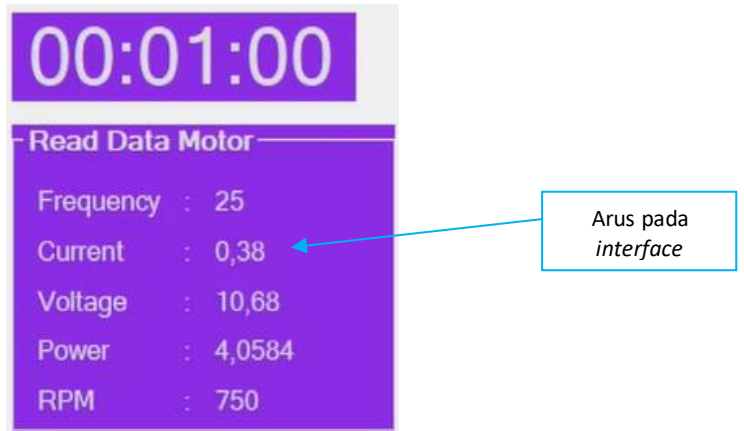 00:01:00
Read Data Motor
Frequency : 25
Current : 0,38
Voltage : 10,68
Power : 4,0584
RPM : 750
Arus pada
interface